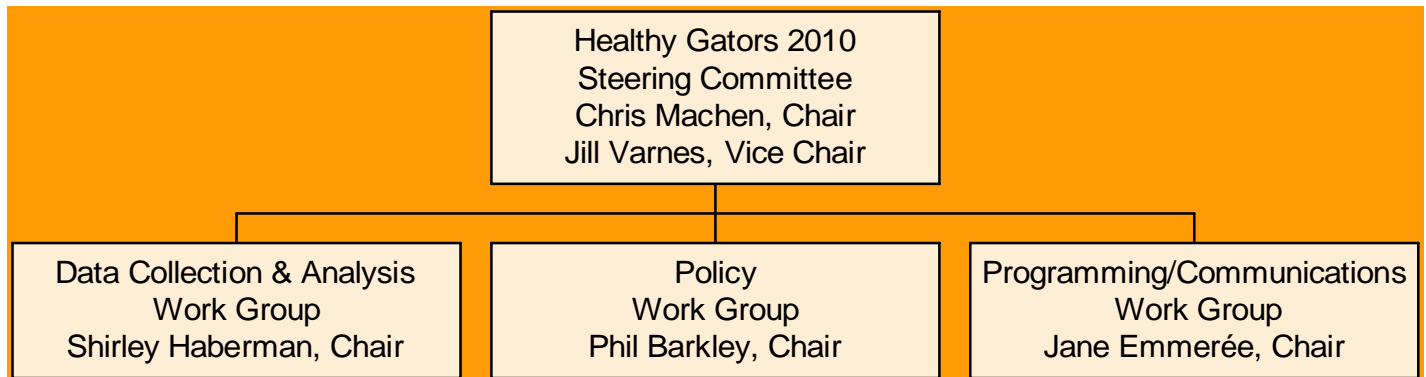 Healthy Gators 2010
Steering Committee
Chris Machen, Chair
Jill Varnes, Vice Chair
Data Collection & Analysis
Work Group
Shirley Haberman, Chair
Policy
Work Group
Phil Barkley, Chair
Programming/Communications
Work Group
Jane Emmerée, Chair